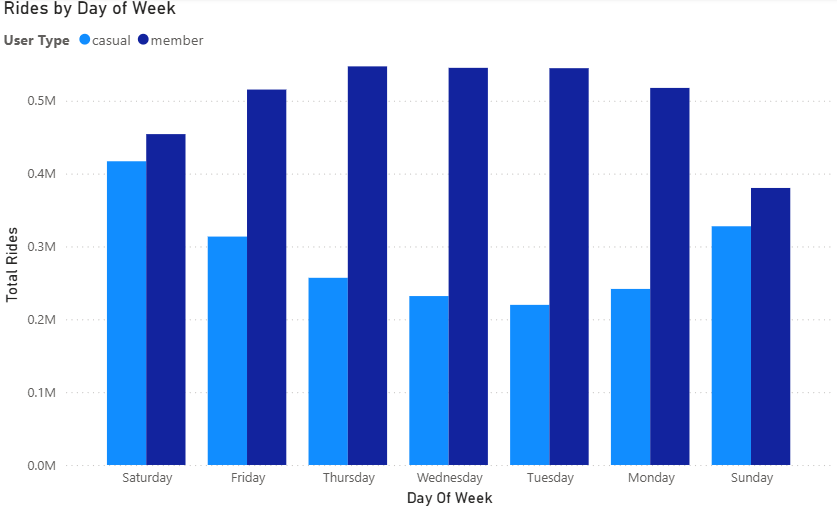 Rides by Day of Week
User Type casual member
Total Rides
0.5M
0.4M
0.3M
0.2M
0.1M
0.0M
Saturday Friday Thursday Wednesday Tuesday Monday Sunday
Day Of Week